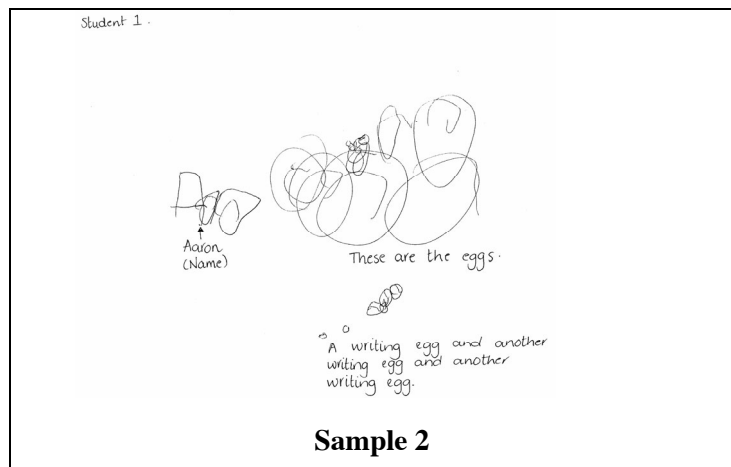 Student 1.
Aaron
(Name)
These are the eggs.
A writing egg and another
writing egg and another
writing egg.
Sample 2